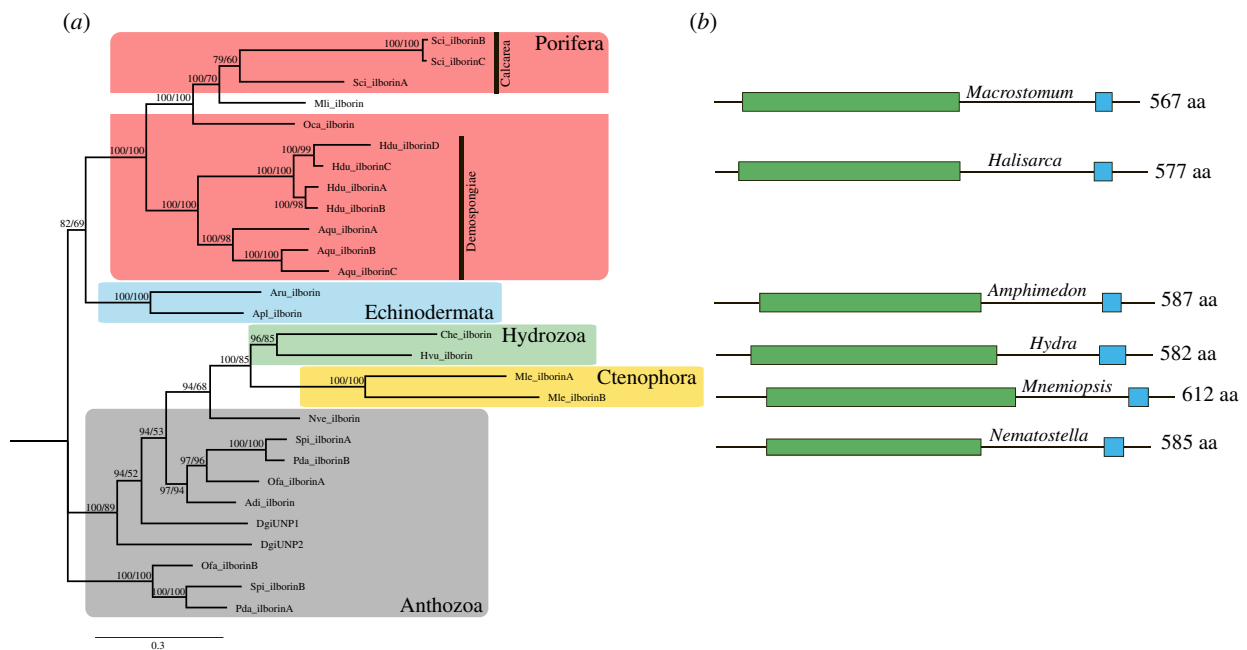 (a)
Porifera
Calcarea
100/100
Sci_ilborinB
Sci_ilborinC
79/60
Sci_ilborinA
100/70
Mli_ilborin
100/100
Oca_ilborin
100/100
Hdu_ilborinD
100/99
Hdu_ilborinC
100/100
Hdu_ilborinA
100/98
Hdu_ilborinB
Demospongiae
100/100
Aqu_ilborinA
100/98
Aqu_ilborinB
100/100
Aqu_ilborinC
82/69
Aru_ilborin
100/100
Apl_ilborin
Echinodermata
Che_ilborin
Hydrozoa
96/85
Hvu_ilborin
100/85
Mle_ilborinA
Ctenophora
100/100
Mle_ilborinB
94/68
Nve_ilborin
94/53
Spi_ilborinA
100/100
Pda_ilborinB
97/96
Ofa_ilborinA
97/94
Adi_ilborin
94/52
DgiUNP1
100/89
DgiUNP2
Ofa_ilborinB
100/100
Spi_ilborinB
100/100
Pda_ilborinA
Anthozoa
0.3
(b)
Macrostomum
567 aa
Halisarca
577 aa
Amphimedon
587 aa
Hydra
582 aa
Mnemiopsis
612 aa
Nematostella
585 aa